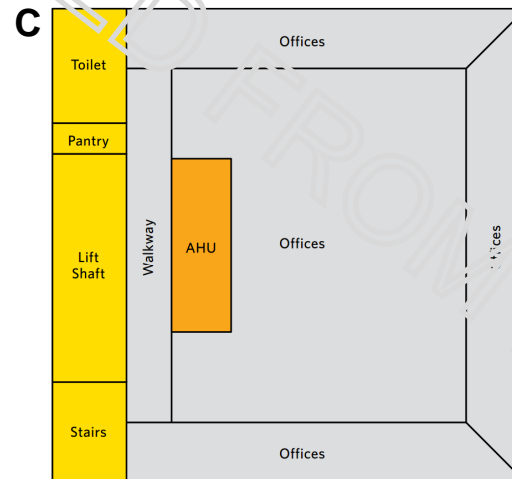 C
Offices
Toilet
Pantry
Walkway
AHU
Offices
Lift
Shaft
Stairs
Offices